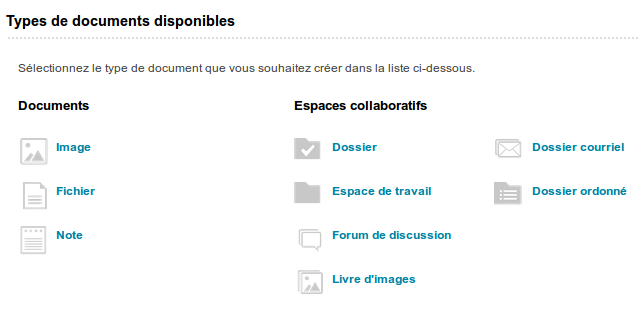 Types de documents disponibles
Sélectionnez le type de document que vous souhaitez créer dans la liste ci-dessous.
Documents
Image
Fichier
Note
Espaces collaboratifs
Dossier
Espace de travail
Forum de discussion
Livre d'images
Dossier courriel
Dossier ordonné